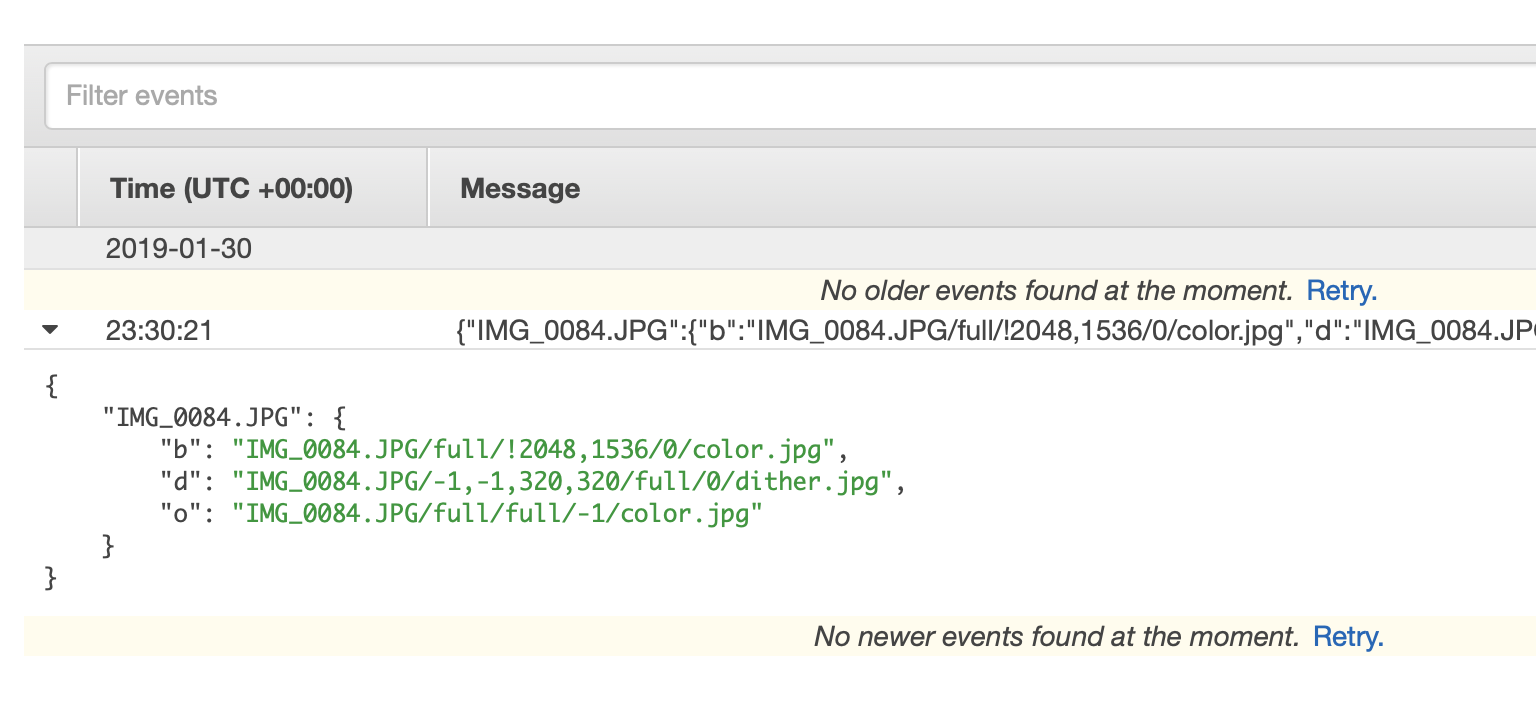 Filter events
Time (UTC +00:00) Message
2019-01-30
No older events found at the moment. Retry.
23:30:21 {"IMG_0084.JPG":{"b":"IMG_0084.JPG/full/!2048,1536/0/color.jpg","d":"IMG_0084.JP
{
"IMG_0084.JPG": {
"b": "IMG_0084.JPG/full/!2048,1536/0/color.jpg",
"d": "IMG_0084.JPG/-1,-1,320,320/full/0/dither.jpg",
"o": "IMG_0084.JPG/full/full/-1/color.jpg"
}
}
No newer events found at the moment. Retry.